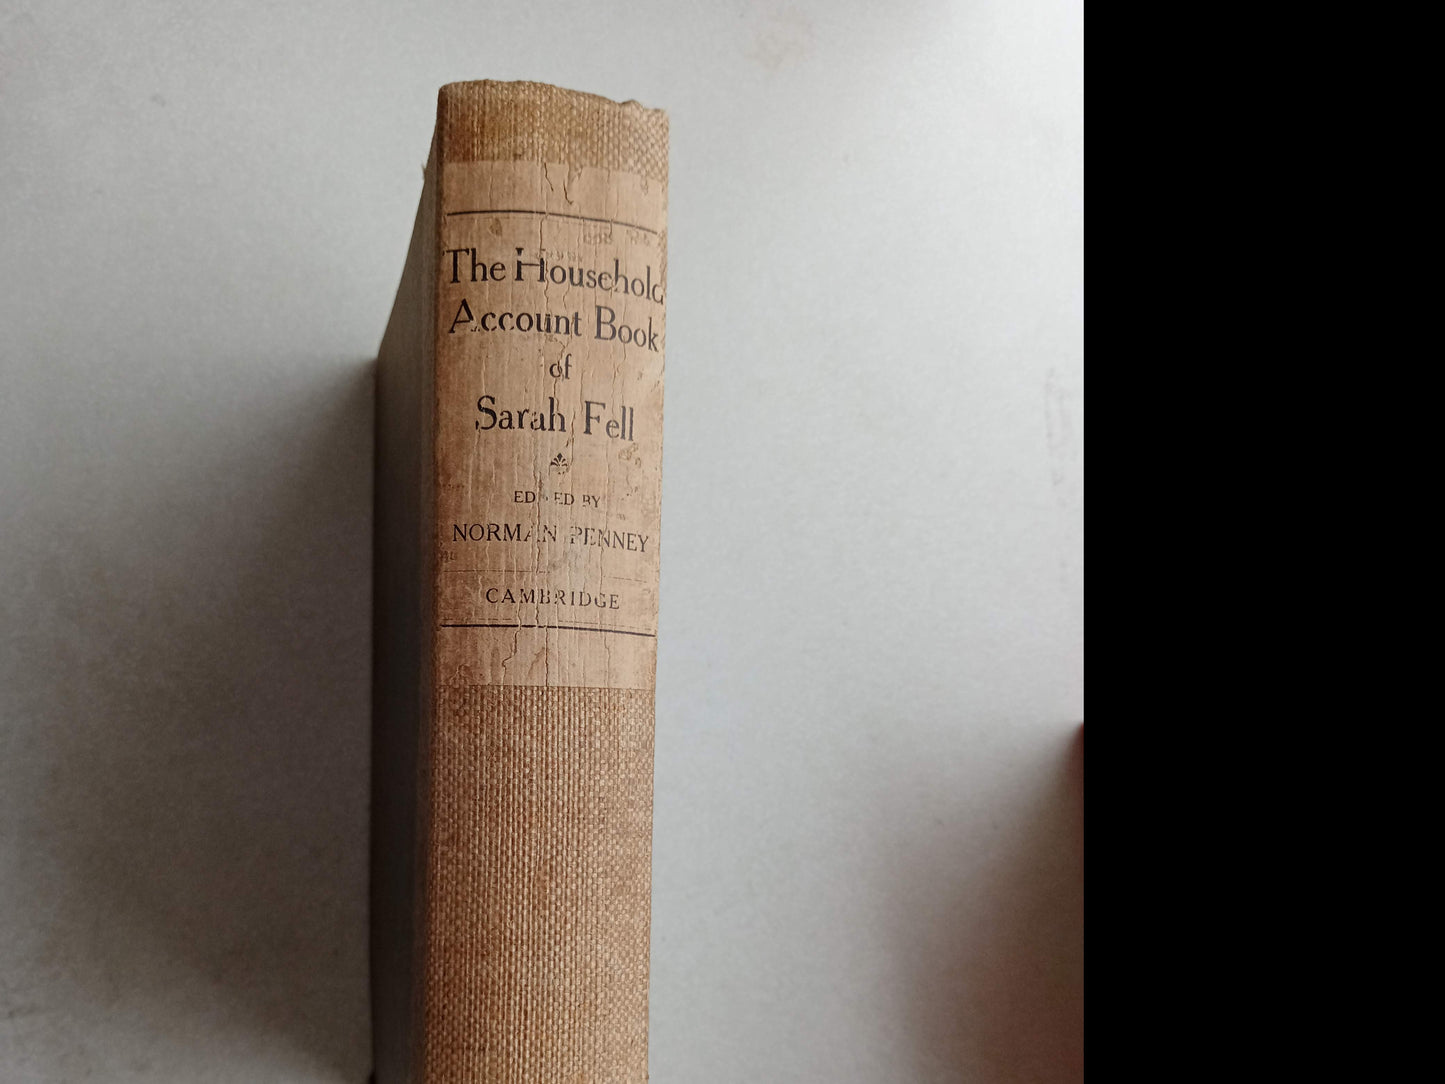 The Household
Account Book
of
Sarah Fell
EDITED BY
NORMAN PENNEY
CAMBRIDGE